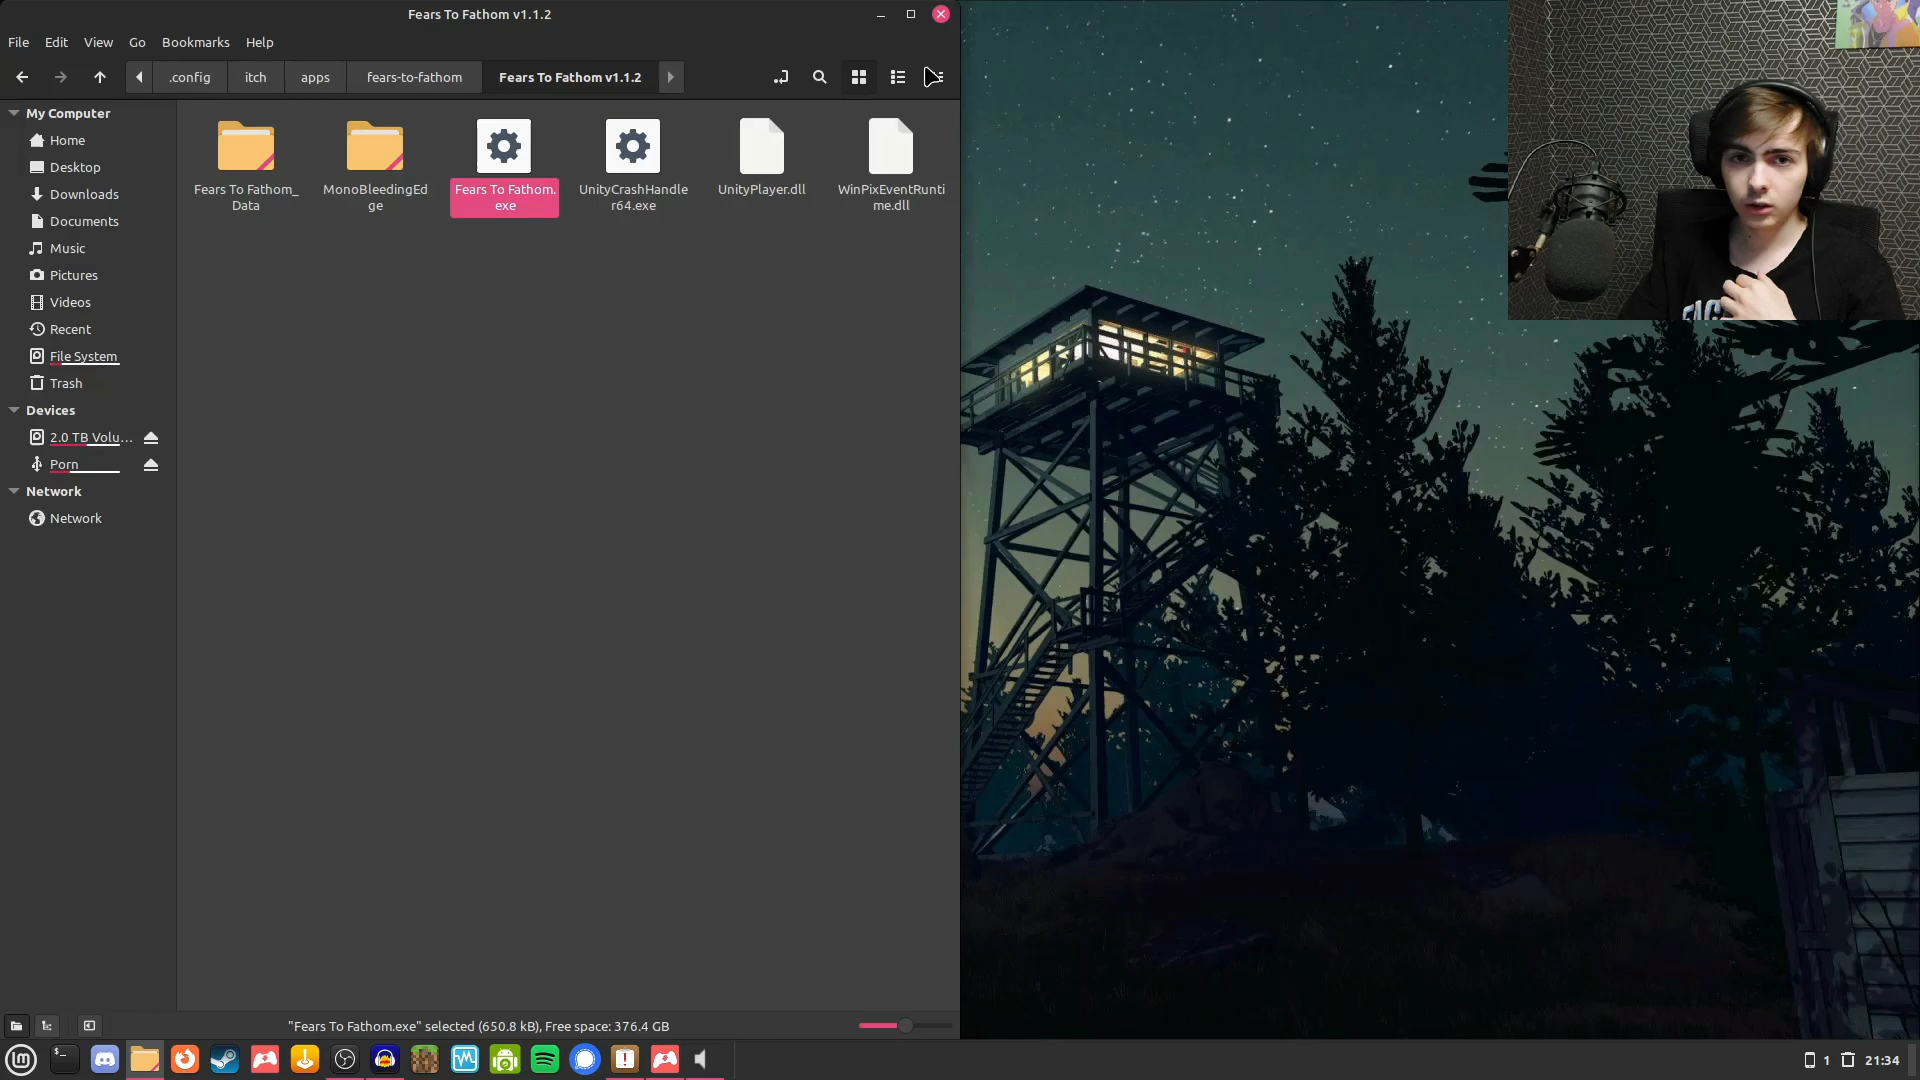 Fears To Fathom v1.1.2
File Edit View Go Bookmarks Help
.config itch apps fears-to-fathom Fears To Fathom v1.1.2
My Computer
Home
Desktop
Downloads
Documents
Music
Pictures
Videos
Recent
File System
Trash
Devices
2.0 TB Volu...
Porn
Network
Network
Fears To Fathom_
Data
MonoBleedingEd
ge
Fears To Fathom.
exe
UnityCrashHandle
r64.exe
UnityPlayer.dll
WinPixEventRunti
me.dll
"Fears To Fathom.exe" selected (650.8 kB), Free space: 376.4 GB
1 21:34